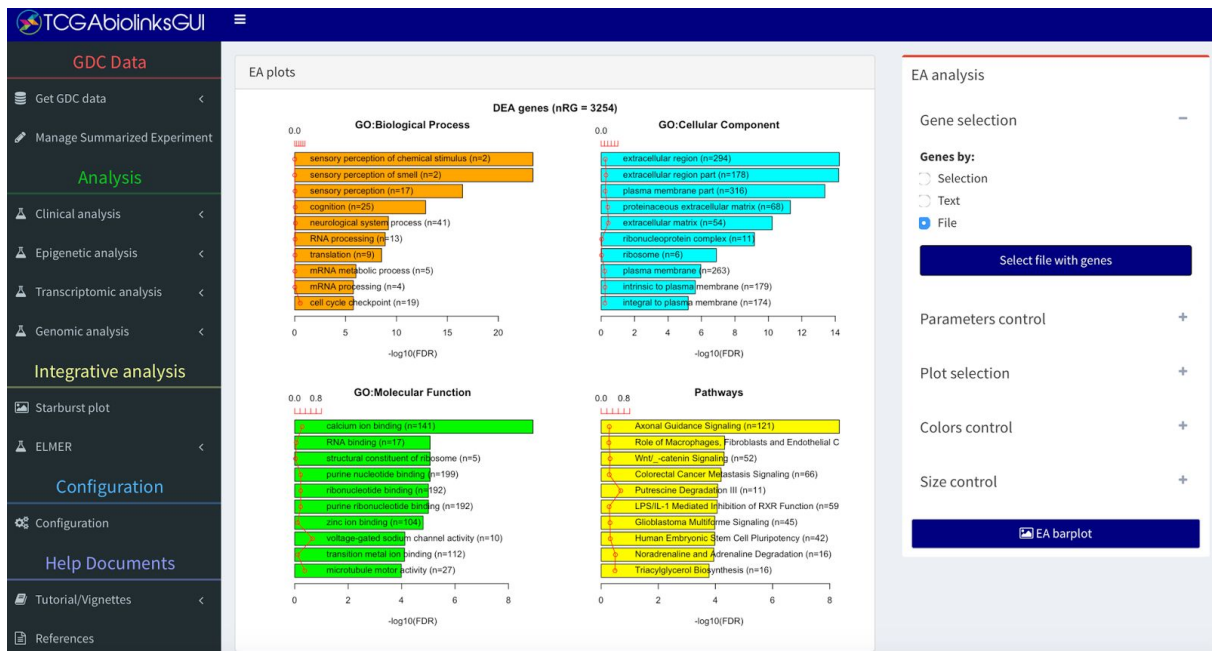 TCGAbiolinksGUI
GDC Data
Get GDC data
Manage Summarized Experiment
Analysis
Clinical analysis
Epigenetic analysis
Transcriptomic analysis
Genomic analysis
Integrative analysis
Starburst plot
ELMER
Configuration
Configuration
Help Documents
Tutorial/Vignettes
References
EA plots
DEA genes (nRG = 3254)
GO:Biological Process
0.0
sensory perception of chemical stimulus (n=2)
sensory perception of smell (n=2)
sensory perception (n=17)
cognition (n=25)
neurological system process (n=41)
RNA processing (n=13)
translation (n=9)
mRNA metabolic process (n=5)
mRNA processing (n=4)
cell cycle checkpoint (n=19)
0 5 10 15 20
-log10(FDR)
GO:Cellular Component
0.0
extracellular region (n=294)
extracellular region part (n=178)
plasma membrane part (n=316)
proteinaceous extracellular matrix (n=68)
extracellular matrix (n=54)
ribonucleoprotein complex (n=11)
ribosome (n=6)
plasma membrane (n=263)
intrinsic to plasma membrane (n=179)
integral to plasma membrane (n=174)
0 2 4 6 8 10 12 14
-log10(FDR)
GO:Molecular Function
0.0 0.8
calcium ion binding (n=141)
RNA binding (n=17)
structural constituent of ribosome (n=5)
purine nucleotide binding (n=199)
ribonucleotide binding (n=192)
purine ribonucleotide binding (n=192)
zinc ion binding (n=104)
voltage-gated sodium channel activity (n=10)
transition metal ion binding (n=112)
microtubule motor activity (n=27)
0 2 4 6 8
-log10(FDR)
Pathways
0.0 0.8
Axonal Guidance Signaling (n=121)
Role of Macrophages, Fibroblasts and Endothelial C
Wnt/_-catenin Signaling (n=52)
Colorectal Cancer Metastasis Signaling (n=66)
Putrescine Degradation III (n=11)
LPS/IL-1 Mediated Inhibition of RXR Function (n=59
Glioblastoma Multiforme Signaling (n=45)
Human Embryonic Stem Cell Pluripotency (n=42)
Noradrenaline and Adrenaline Degradation (n=16)
Triacylglycerol Biosynthesis (n=16)
0 2 4 6 8
-log10(FDR)
EA analysis
Gene selection
Genes by:
Selection
Text
File
Select file with genes
Parameters control
Plot selection
Colors control
Size control
EA barplot